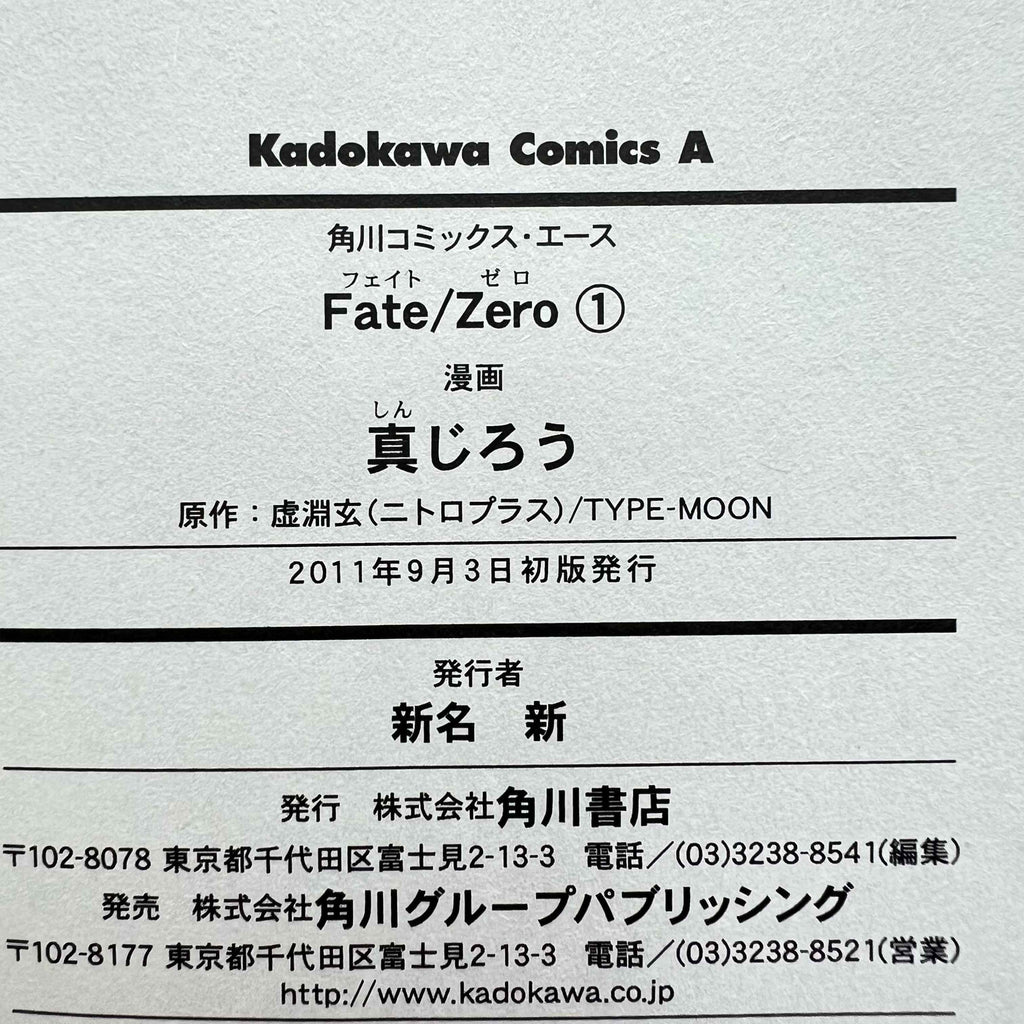 Kadokawa Comics A
角川コミックス・エース
フェイト ゼロ
Fate/Zero ①
漫画
しん
真じろう
原作：虚淵玄（ニトロプラス）/TYPE-MOON
2011年9月3日初版発行
発行者
新名 新
発行 株式会社角川書店
〒102-8078 東京都千代田区富士見2-13-3 電話／(03)3238-8541(編集)
発売 株式会社角川グループパブリッシング
〒102-8177 東京都千代田区富士見2-13-3 電話／(03)3238-8521(営業)
http://www.kadokawa.co.jp